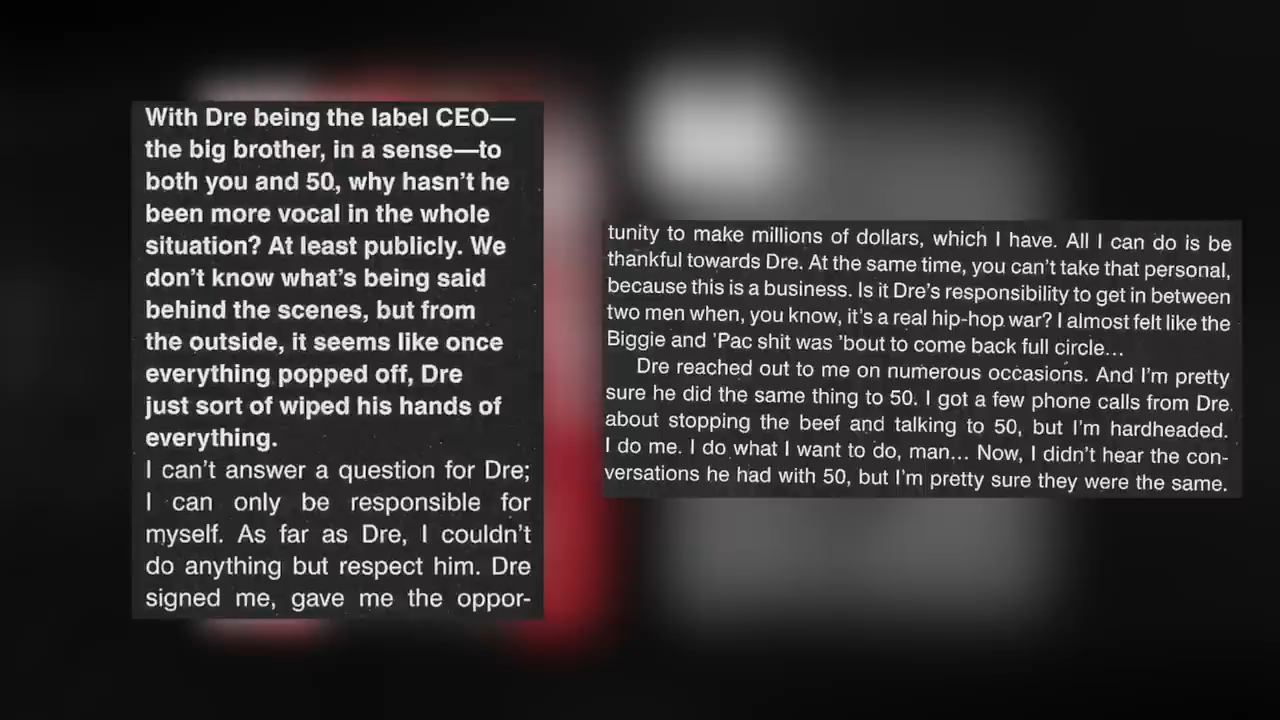 With Dre being the label CEO—
the big brother, in a sense—to
both you and 50, why hasn't he
been more vocal in the whole
situation? At least publicly. We
don't know what's being said
behind the scenes, but from
the outside, it seems like once
everything popped off, Dre
just sort of wiped his hands of
everything.
I can't answer a question for Dre;
I can only be responsible for
myself. As far as Dre, I couldn't
do anything but respect him. Dre
signed me, gave me the oppor-
tunity to make millions of dollars, which I have. All I can do is be
thankful towards Dre. At the same time, you can't take that personal,
because this is a business. Is it Dre's responsibility to get in between
two men when, you know, it's a real hip-hop war? I almost felt like the
Biggie and 'Pac shit was 'bout to come back full circle...
Dre reached out to me on numerous occasions. And I'm pretty
sure he did the same thing to 50. I got a few phone calls from Dre
about stopping the beef and talking to 50, but I'm hardheaded.
I do me. I do what I want to do, man... Now, I didn't hear the con-
versations he had with 50, but I'm pretty sure they were the same.